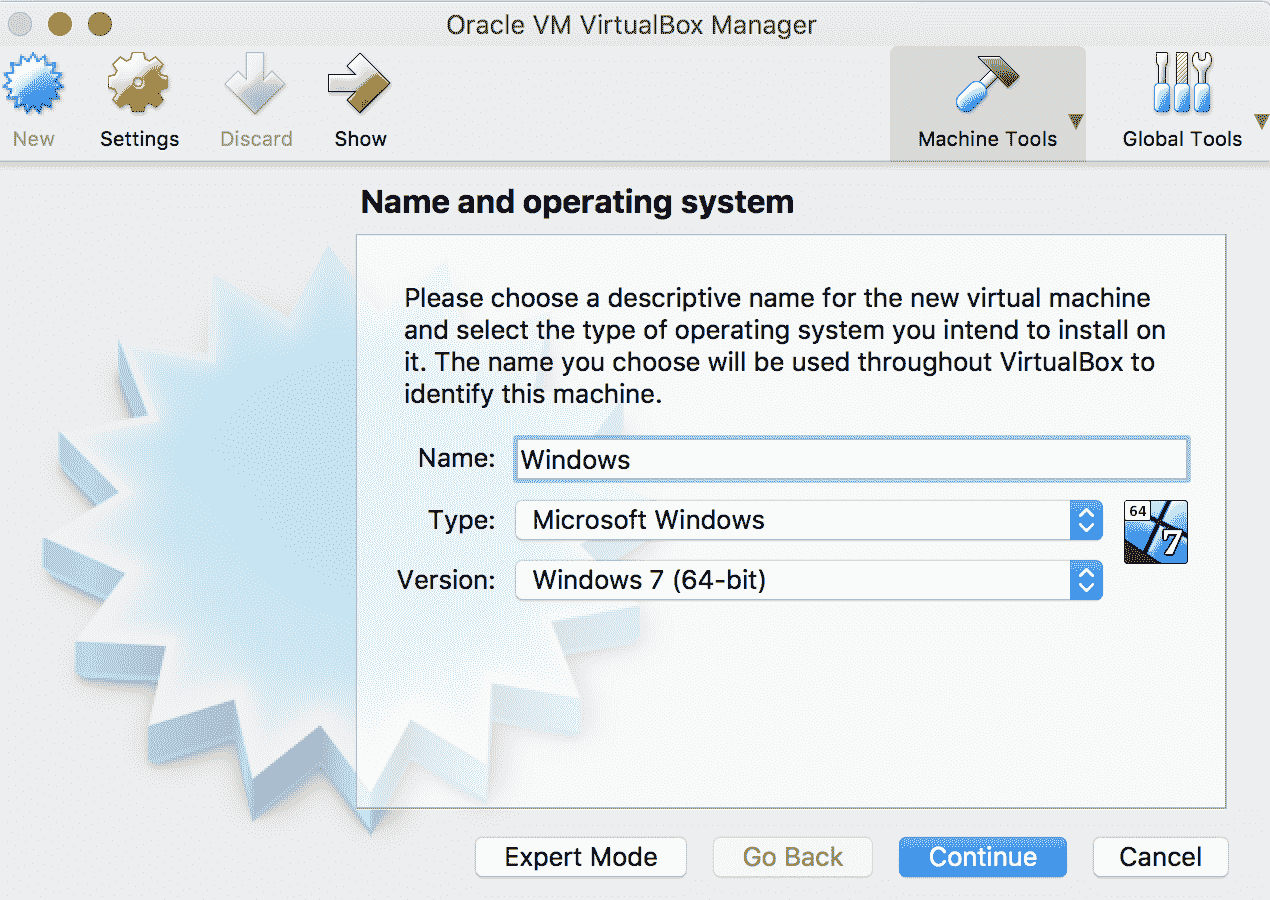 Oracle VM VirtualBox Manager
New
Settings
Discard
Show
Machine Tools
Global Tools
Name and operating system
Please choose a descriptive name for the new virtual machine
and select the type of operating system you intend to install on
it. The name you choose will be used throughout VirtualBox to
identify this machine.
Name: Windows
Type: Microsoft Windows
64
7
Version: Windows 7 (64-bit)
Expert Mode
Go Back
Continue
Cancel